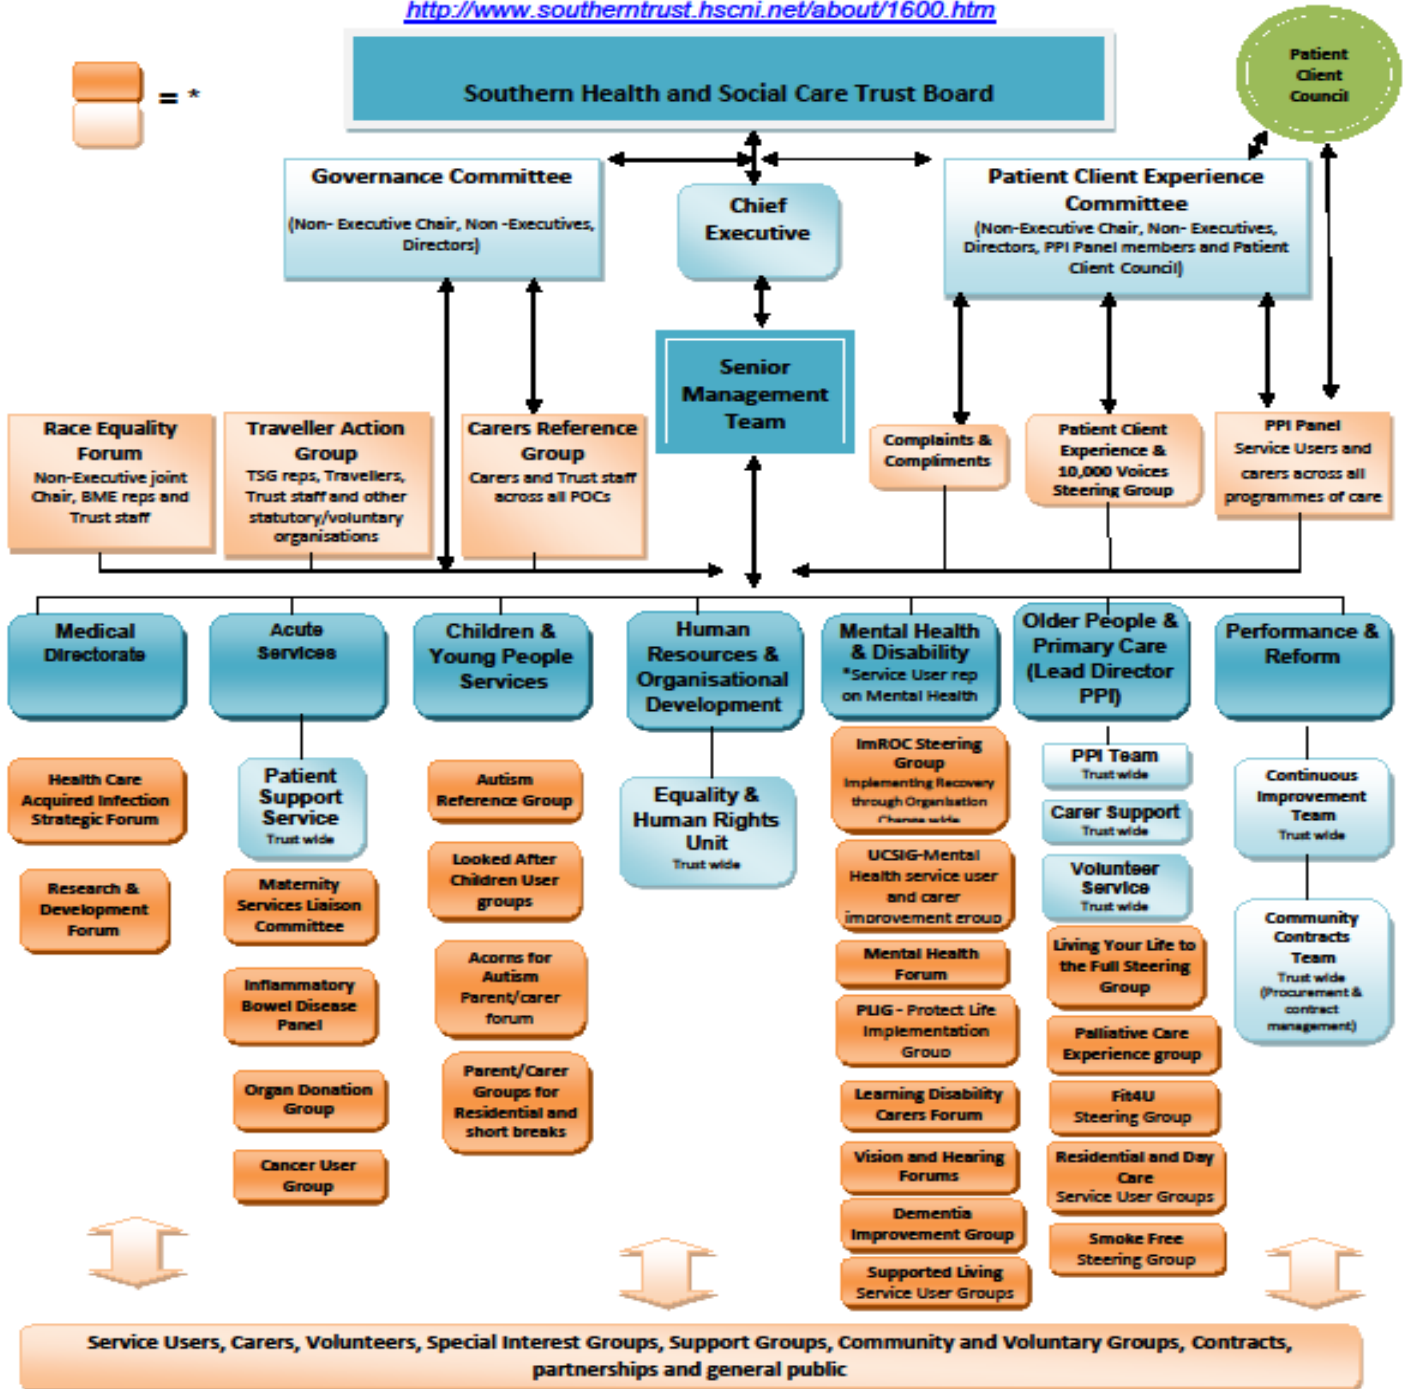 http://www.southerntrust.hscni.net/about/1600.htm
= *
Southern Health and Social Care Trust Board
Patient
Client
Council
Governance Committee
(Non- Executive Chair, Non -Executives,
Directors)
Chief
Executive
Patient Client Experience
Committee
(Non-Executive Chair, Non- Executives,
Directors, PPI Panel members and Patient
Client Council)
Senior
Management
Team
Race Equality
Forum
Non-Executive joint
Chair, BME reps and
Trust staff
Traveller Action
Group
TSG reps, Travellers,
Trust staff and other
statutory/voluntary
organisations
Carers Reference
Group
Carers and Trust staff
across all POCs
Complaints &
Compliments
Patient Client
Experience &
10,000 Voices
Steering Group
PPI Panel
Service Users and
carers across all
programmes of care
Medical
Directorate
Acute
Services
Children &
Young People
Services
Human
Resources &
Organisational
Development
Mental Health
& Disability
*Service User rep
on Mental Health
Older People &
Primary Care
(Lead Director
PPI)
Performance &
Reform
Health Care
Acquired Infection
Strategic Forum
Research &
Development
Forum
Patient
Support
Service
Trust wide
Maternity
Services Liaison
Committee
Inflammatory
Bowel Disease
Panel
Organ Donation
Group
Cancer User
Group
Autism
Reference Group
Looked After
Children User
groups
Acorns for
Autism
Parent/carer
forum
Parent/Carer
Groups for
Residential and
short breaks
Equality &
Human Rights
Unit
Trust wide
ImROC Steering
Group
Implementing Recovery
through Organisation
Change wide
UCSIG-Mental
Health service user
and carer
improvement group
Mental Health
Forum
PLIG - Protect Life
Implementation
Group
Learning Disability
Carers Forum
Vision and Hearing
Forums
Dementia
Improvement Group
Supported Living
Service User Groups
PPI Team
Trust wide
Carer Support
Trust wide
Volunteer
Service
Trust wide
Living Your Life to
the Full Steering
Group
Palliative Care
Experience group
Fit4U
Steering Group
Residential and Day
Care
Service User Groups
Smoke Free
Steering Group
Continuous
Improvement
Team
Trust wide
Community
Contracts
Team
Trust wide
(Procurement &
contract
management)
Service Users, Carers, Volunteers, Special Interest Groups, Support Groups, Community and Voluntary Groups, Contracts,
partnerships and general public